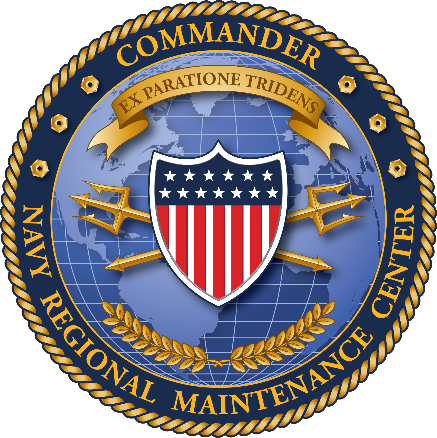 COMMANDER
EX PARATIONE TRIDENS
NAVY REGIONAL MAINTENANCE CENTER